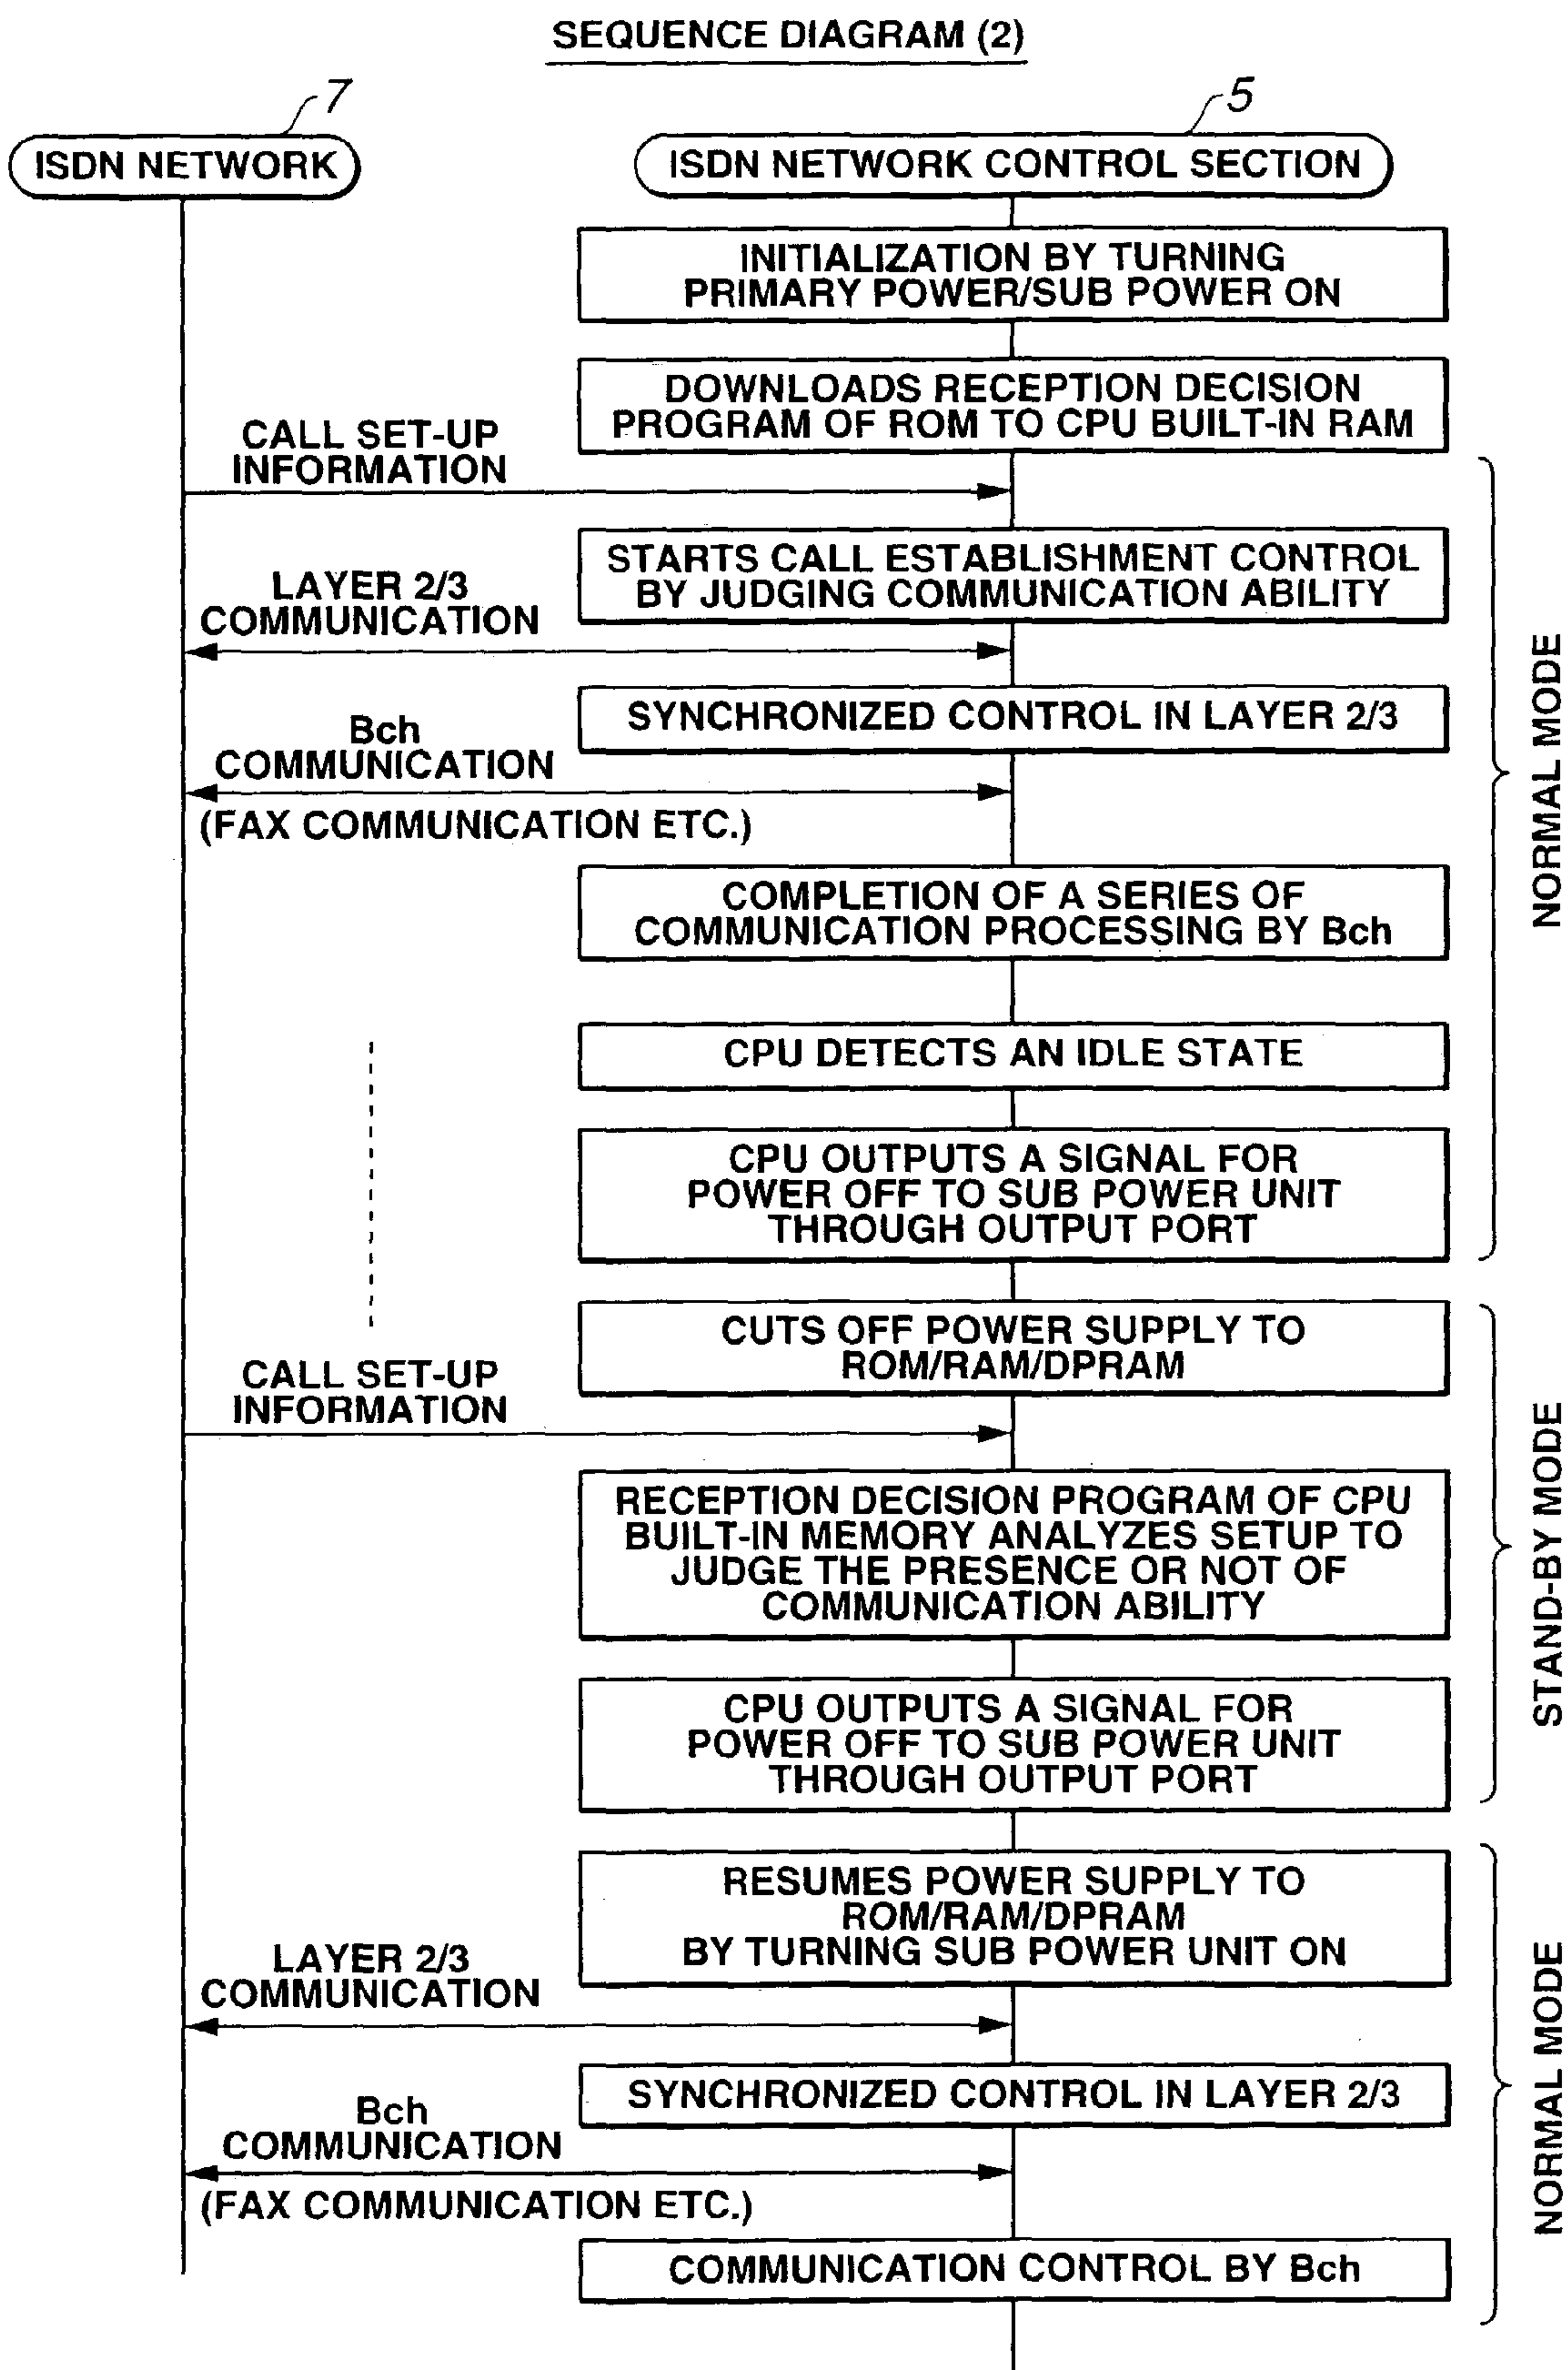 SEQUENCE DIAGRAM (2)
7
5
ISDN NETWORK
ISDN NETWORK CONTROL SECTION
INITIALIZATION BY TURNING
PRIMARY POWER/SUB POWER ON
DOWNLOADS RECEPTION DECISION
PROGRAM OF ROM TO CPU BUILT-IN RAM
CALL SET-UP
INFORMATION
STARTS CALL ESTABLISHMENT CONTROL
BY JUDGING COMMUNICATION ABILITY
LAYER 2/3
COMMUNICATION
SYNCHRONIZED CONTROL IN LAYER 2/3
Bch
COMMUNICATION
(FAX COMMUNICATION ETC.)
COMPLETION OF A SERIES OF
COMMUNICATION PROCESSING BY Bch
CPU DETECTS AN IDLE STATE
CPU OUTPUTS A SIGNAL FOR
POWER OFF TO SUB POWER UNIT
THROUGH OUTPUT PORT
NORMAL MODE
CUTS OFF POWER SUPPLY TO
ROM/RAM/DPRAM
CALL SET-UP
INFORMATION
RECEPTION DECISION PROGRAM OF CPU
BUILT-IN MEMORY ANALYZES SETUP TO
JUDGE THE PRESENCE OR NOT OF
COMMUNICATION ABILITY
CPU OUTPUTS A SIGNAL FOR
POWER OFF TO SUB POWER UNIT
THROUGH OUTPUT PORT
STAND-BY MODE
RESUMES POWER SUPPLY TO
ROM/RAM/DPRAM
BY TURNING SUB POWER UNIT ON
LAYER 2/3
COMMUNICATION
SYNCHRONIZED CONTROL IN LAYER 2/3
Bch
COMMUNICATION
(FAX COMMUNICATION ETC.)
COMMUNICATION CONTROL BY Bch
NORMAL MODE